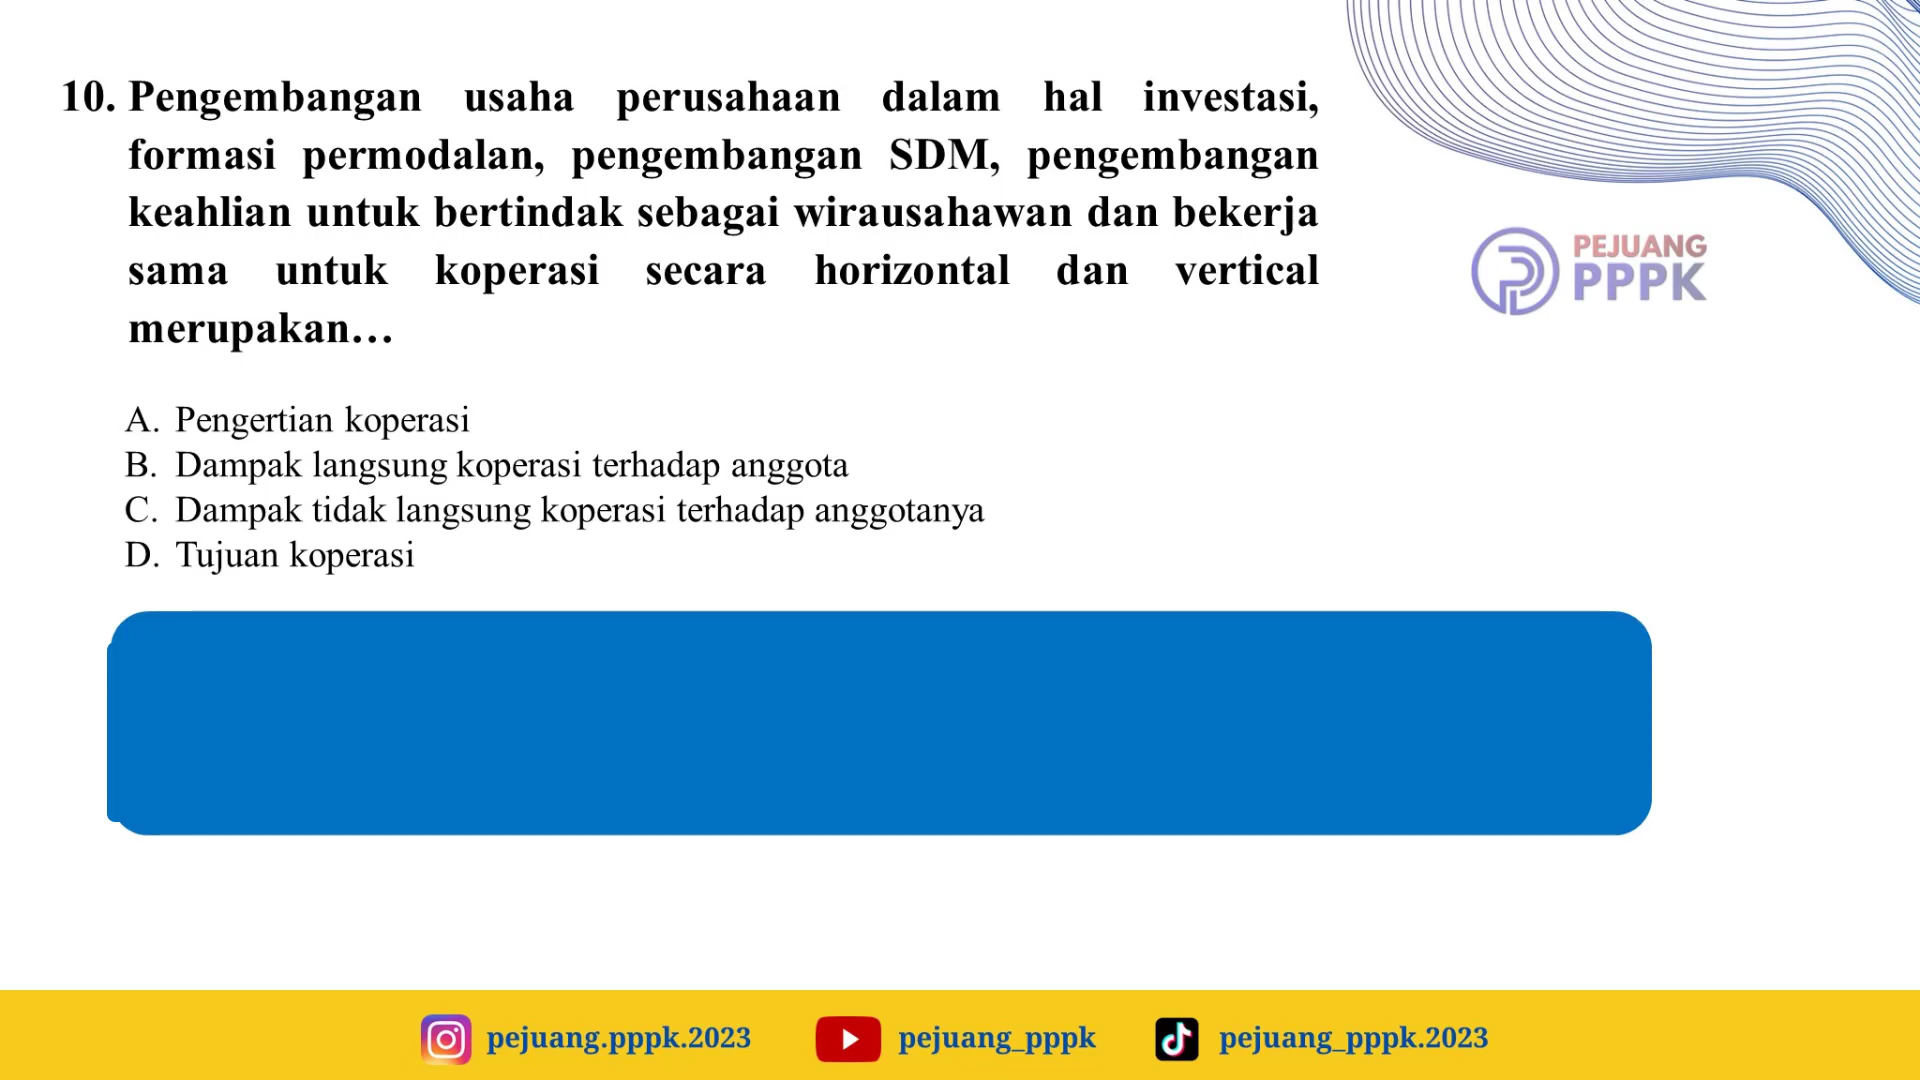 10. Pengembangan usaha perusahaan dalam hal investasi,
formasi permodalan, pengembangan SDM, pengembangan
keahlian untuk bertindak sebagai wirausahawan dan bekerja
sama untuk koperasi secara horizontal dan vertical
merupakan…
PEJUANG
PPPK
A. Pengertian koperasi
B. Dampak langsung koperasi terhadap anggota
C. Dampak tidak langsung koperasi terhadap anggotanya
D. Tujuan koperasi
pejuang.pppk.2023 pejuang_pppk pejuang_pppk.2023